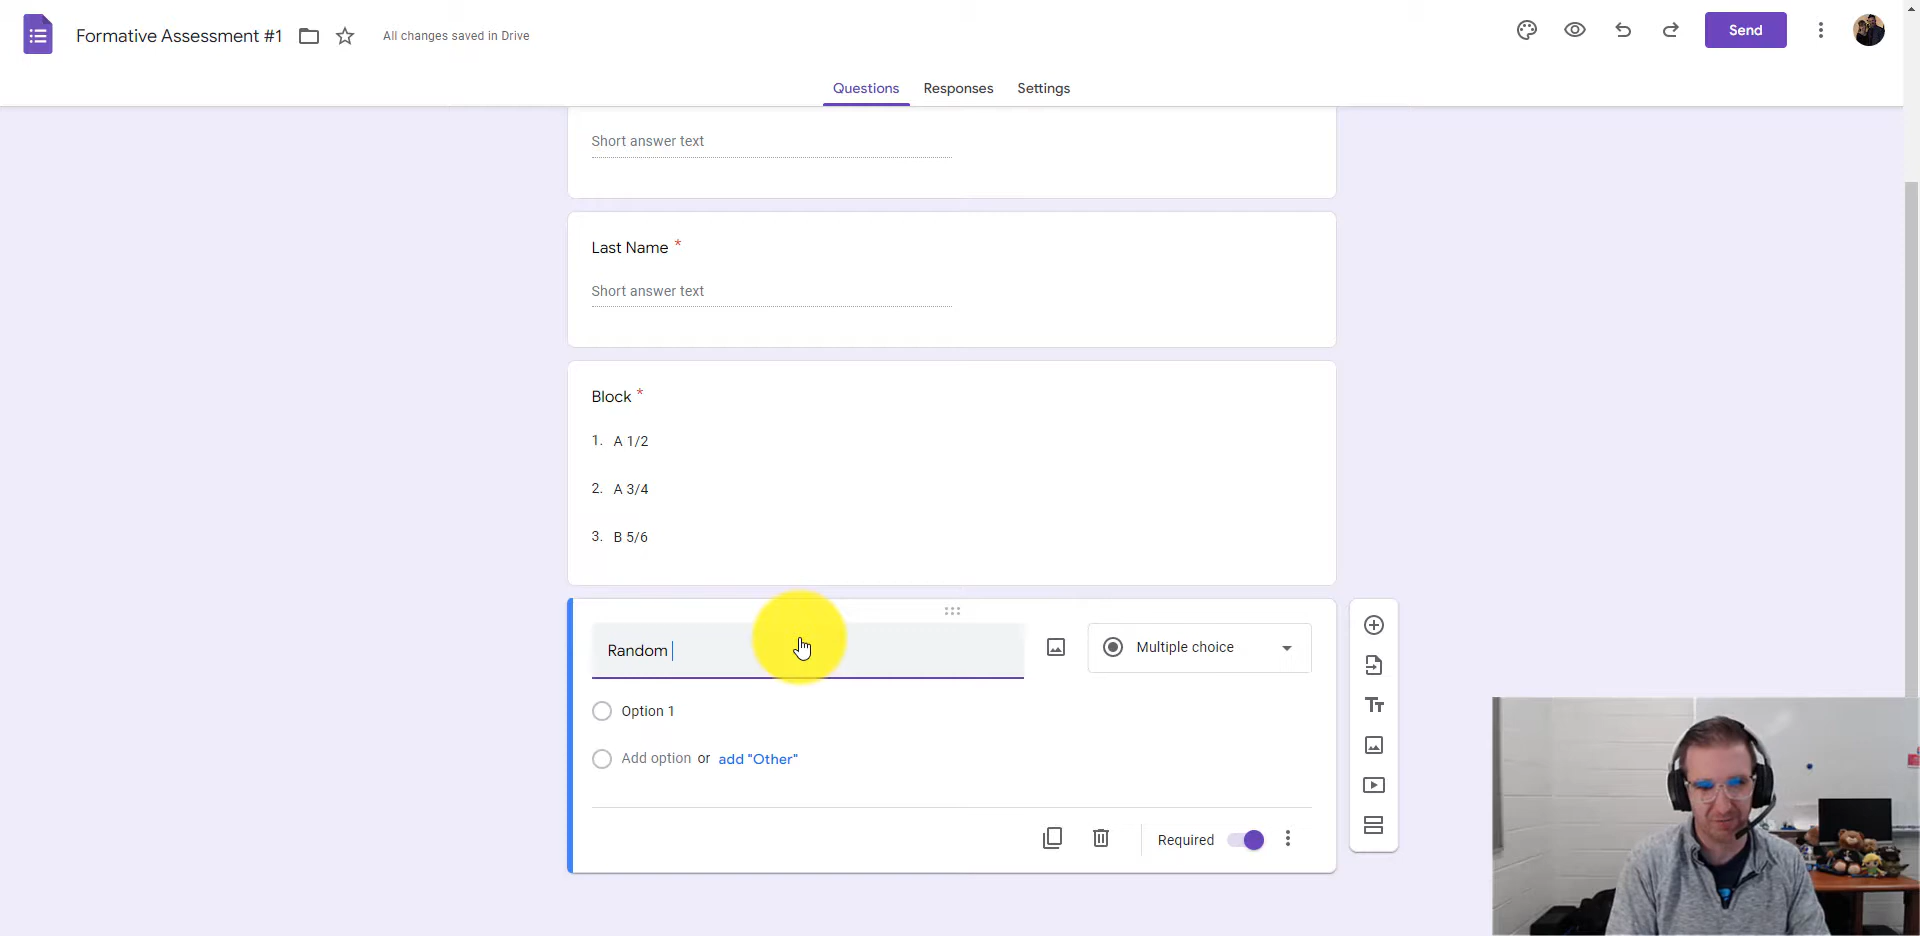 Formative Assessment #1
All changes saved in Drive
Send
Questions Responses Settings
Short answer text
Last Name *
Short answer text
Block *
1. A 1/2
2. A 3/4
3. B 5/6
Random
Multiple choice
Option 1
Add option or add "Other"
Required